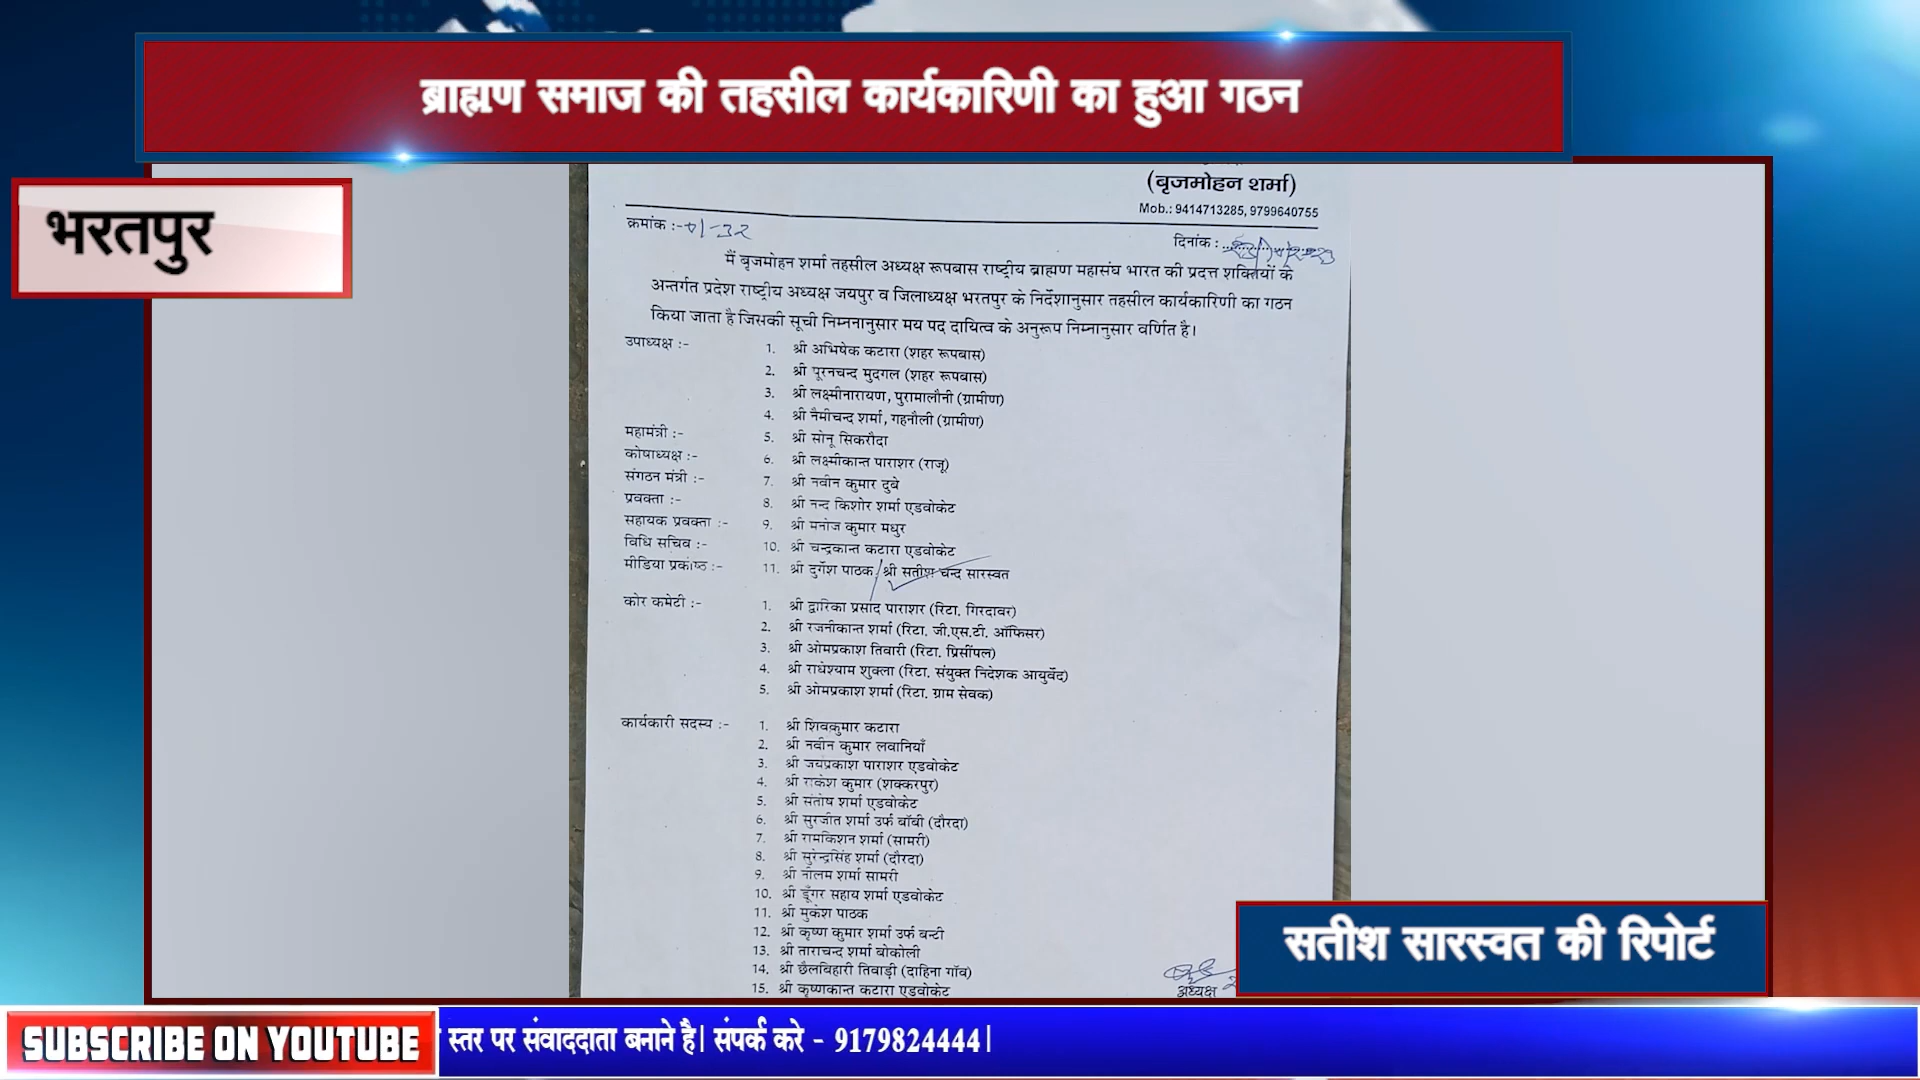 ब्राह्मण समाज की तहसील कार्यकारिणी का हुआ गठन
भरतपुर
(बृजमोहन शर्मा)
Mob.: 9414713285, 9799640755
क्रमांक :-
दिनांक :
मैं बृजमोहन शर्मा तहसील अध्यक्ष रूपबास राष्ट्रीय ब्राह्मण महासंघ भारत की प्रदत्त शक्तियों के
अन्तर्गत प्रदेश राष्ट्रीय अध्यक्ष जयपुर व जिलाध्यक्ष भरतपुर के निर्देशानुसार तहसील कार्यकारिणी का गठन
किया जाता है जिसकी सूची निम्ननानुसार मय पद दायित्व के अनुरूप निम्नानुसार वर्णित है।
उपाध्यक्ष :- 1. श्री अभिषेक कटारा (शहर रूपबास)
2. श्री पूरनचन्द मुदगल (शहर रूपबास)
3. श्री लक्ष्मीनारायण, पुरामालौनी (ग्रामीण)
4. श्री नैमीचन्द शर्मा, गहनौली (ग्रामीण)
महामंत्री :- 5. श्री सोनू सिकरौदा
कोषाध्यक्ष :- 6. श्री लक्ष्मीकान्त पाराशर (राजू)
संगठन मंत्री :- 7. श्री नवीन कुमार दुबे
प्रवक्ता :- 8. श्री नन्द किशोर शर्मा एडवोकेट
सहायक प्रवक्ता :- 9. श्री मनोज कुमार मधुर
विधि सचिव :- 10. श्री चन्द्रकान्त कटारा एडवोकेट
मीडिया प्रकोष्ठ :- 11. श्री दुर्गेश पाठक/श्री सतीश चन्द सारस्वत
कोर कमेटी :- 1. श्री द्वारिका प्रसाद पाराशर (रिटा. गिरदावर)
2. श्री रजनीकान्त शर्मा (रिटा. जी.एस.टी. ऑफिसर)
3. श्री ओमप्रकाश तिवारी (रिटा. प्रिसींपल)
4. श्री राधेश्याम शुक्ला (रिटा. संयुक्त निदेशक आयुर्वेद)
5. श्री ओमप्रकाश शर्मा (रिटा. ग्राम सेवक)
कार्यकारी सदस्य :- 1. श्री शिवकुमार कटारा
2. श्री नवीन कुमार लवानियाँ
3. श्री जयप्रकाश पाराशर एडवोकेट
4. श्री राकेश कुमार (शक्करपुर)
5. श्री संतोष शर्मा एडवोकेट
6. श्री सुरजीत शर्मा उर्फ बॉबी (दौरदा)
7. श्री रामकिशन शर्मा (सामरी)
8. श्री सुरेन्द्रसिंह शर्मा (दौरदा)
9. श्री नीलम शर्मा सामरी
10. श्री डूँगर सहाय शर्मा एडवोकेट
11. श्री मुकेश पाठक
12. श्री कृष्ण कुमार शर्मा उर्फ बन्टी
13. श्री ताराचन्द शर्मा बोकोली
14. श्री छैलबिहारी तिवाड़ी (दाहिना गॉव)
15. श्री कृष्णकान्त कटारा एडवोकेट
अध्यक्ष
सतीश सारस्वत की रिपोर्ट
SUBSCRIBE ON YOUTUBE
स्तर पर संवाददाता बनाने है| संपर्क करे - 9179824444|